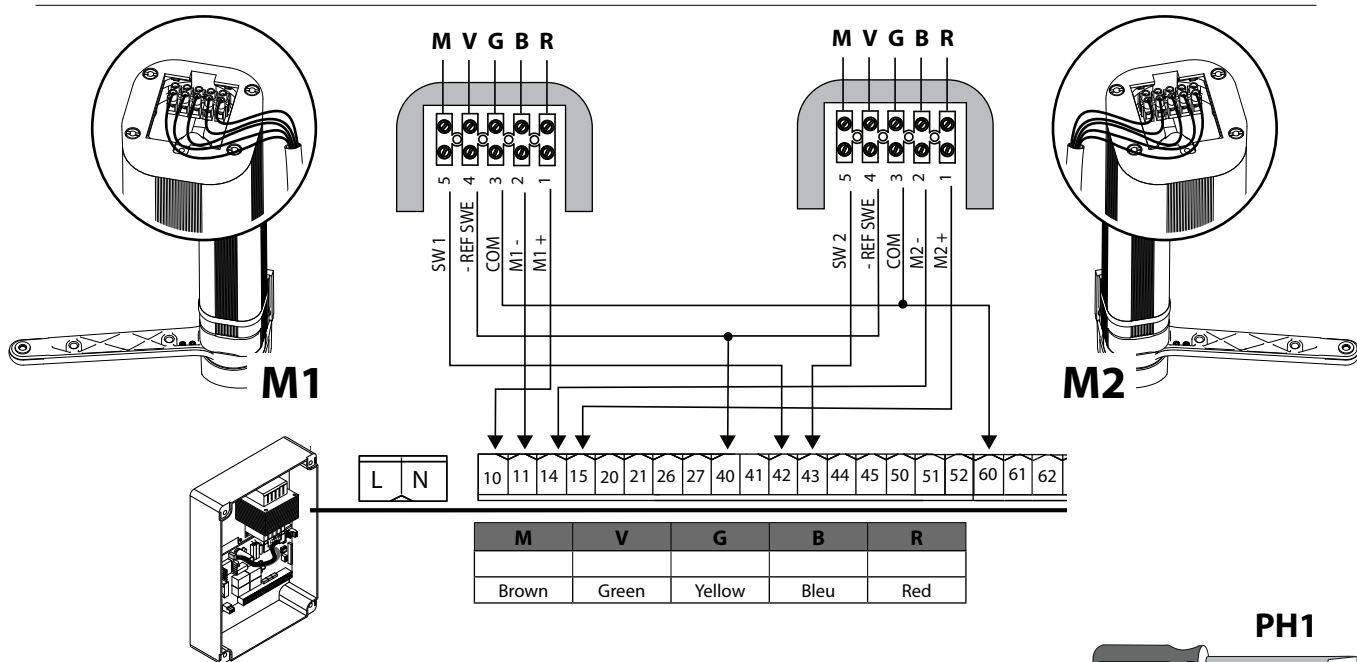 M V G B R
M V G B R
5 4 3 2 1
5 4 3 2 1
SW 1
- REF SWE
COM
M1 -
M1 +
SW 2
- REF SWE
COM
M2 -
M2 +
M1
M2
L N
10 11 14 15 20 21 26 27 40 41 42 43 44 45 50 51 52 60 61 62
M V G B R
Brown Green Yellow Bleu Red
PH1